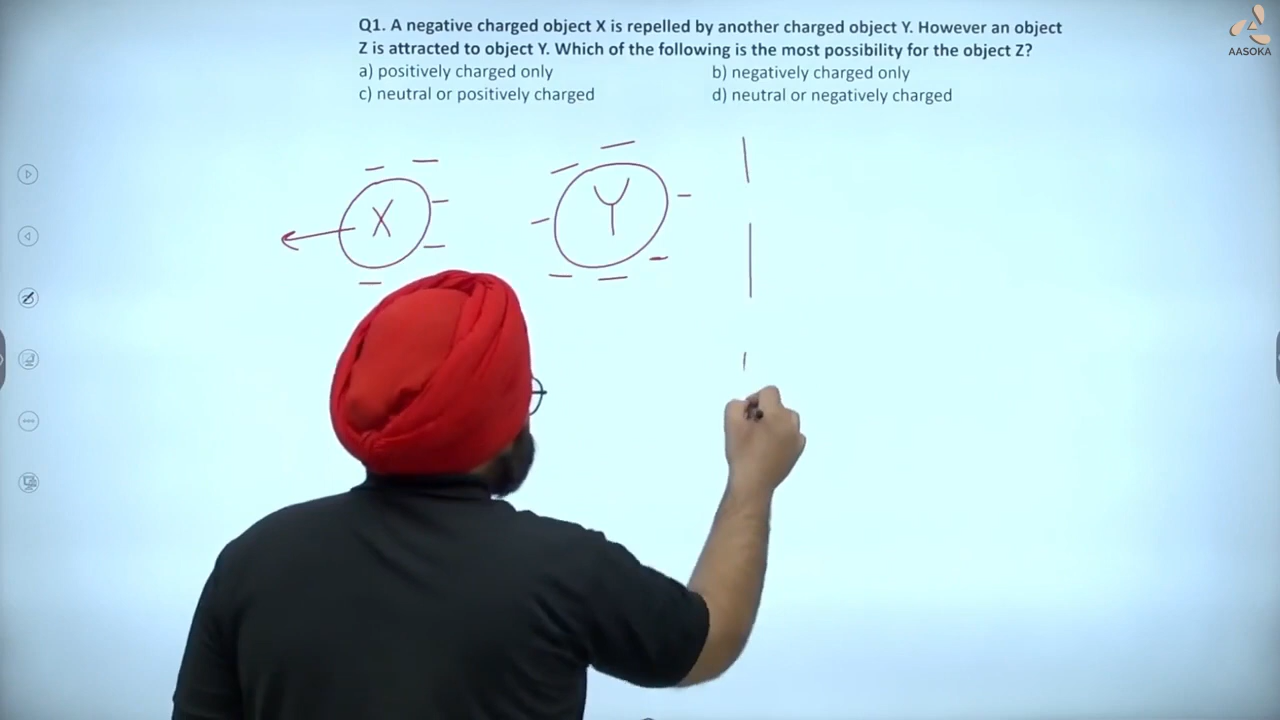 Q1. A negative charged object X is repelled by another charged object Y. However an object
Z is attracted to object Y. Which of the following is the most possibility for the object Z?
a) positively charged only b) negatively charged only
c) neutral or positively charged d) neutral or negatively charged
AASOKA
X Y